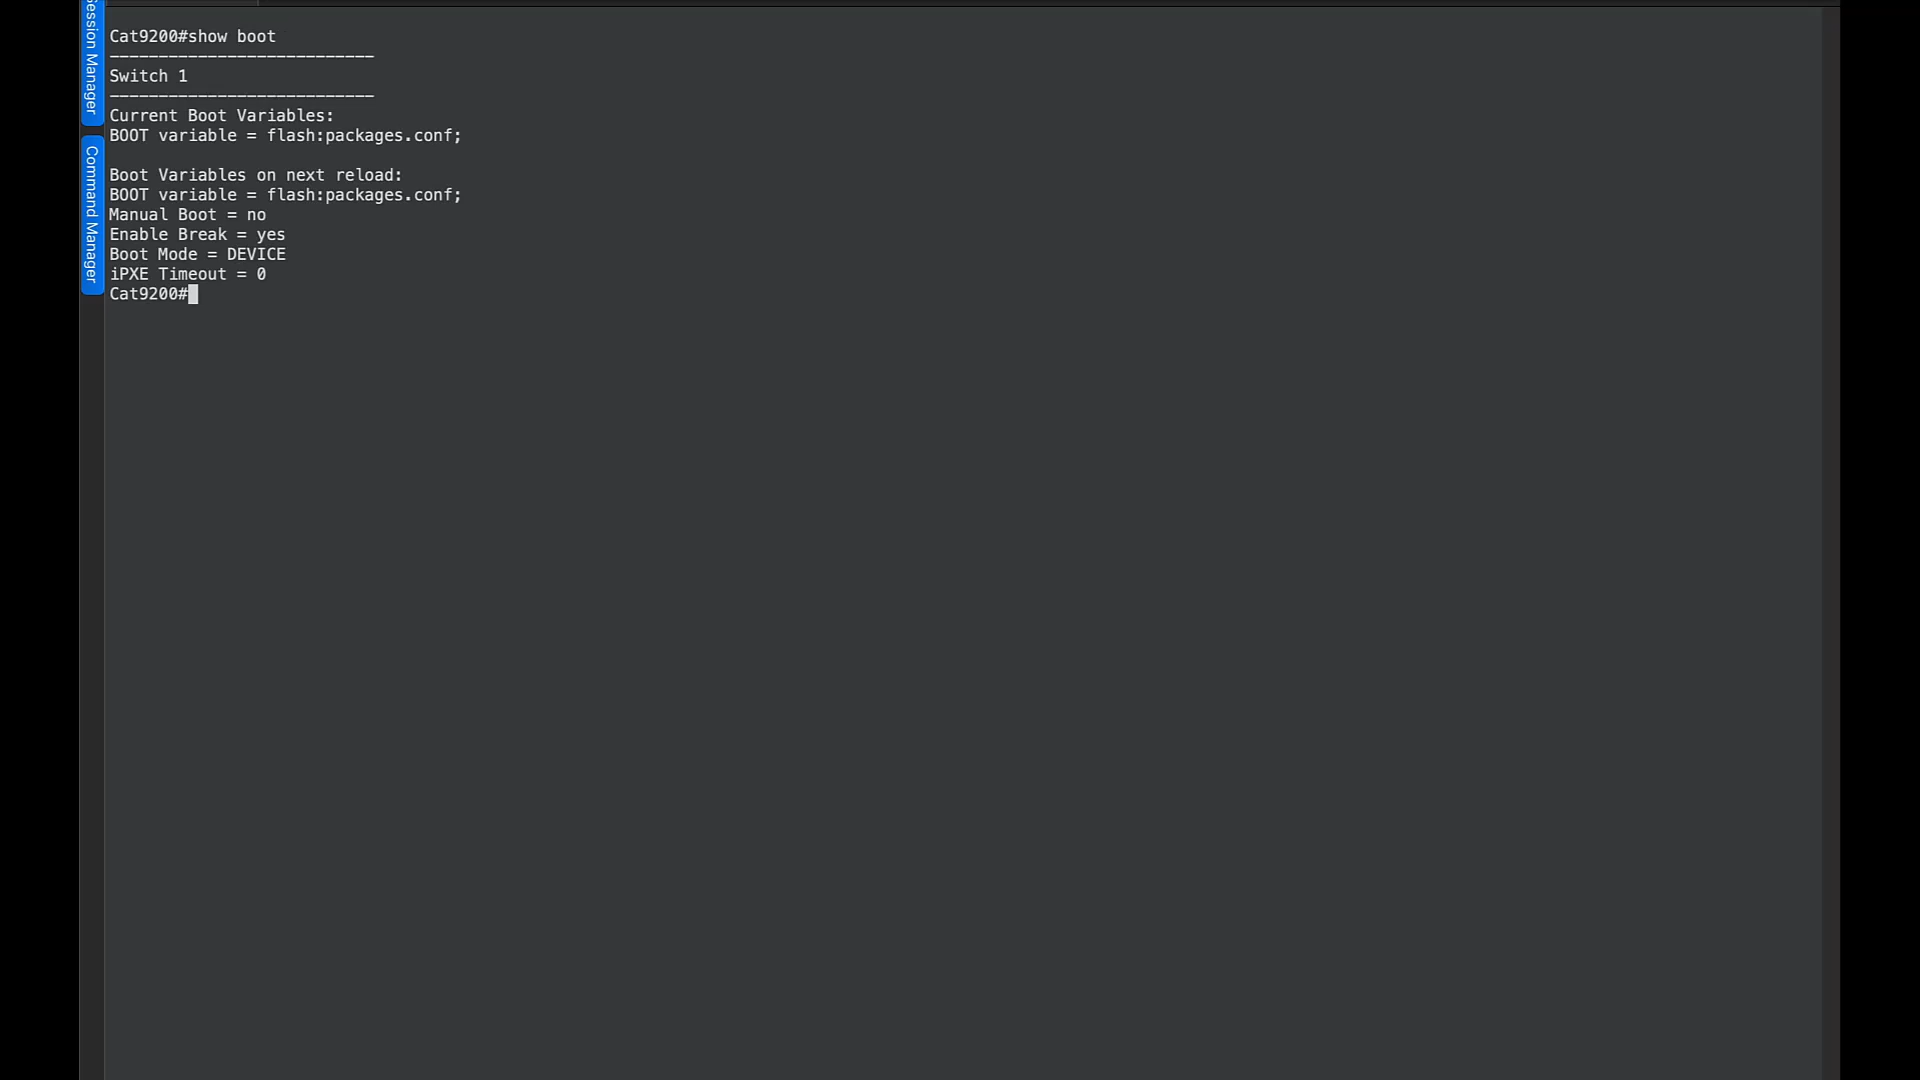 Session Manager
Command Manager
Cat9200#show boot
---------------------------
Switch 1
---------------------------
Current Boot Variables:
BOOT variable = flash:packages.conf;

Boot Variables on next reload:
BOOT variable = flash:packages.conf;
Manual Boot = no
Enable Break = yes
Boot Mode = DEVICE
iPXE Timeout = 0
Cat9200#